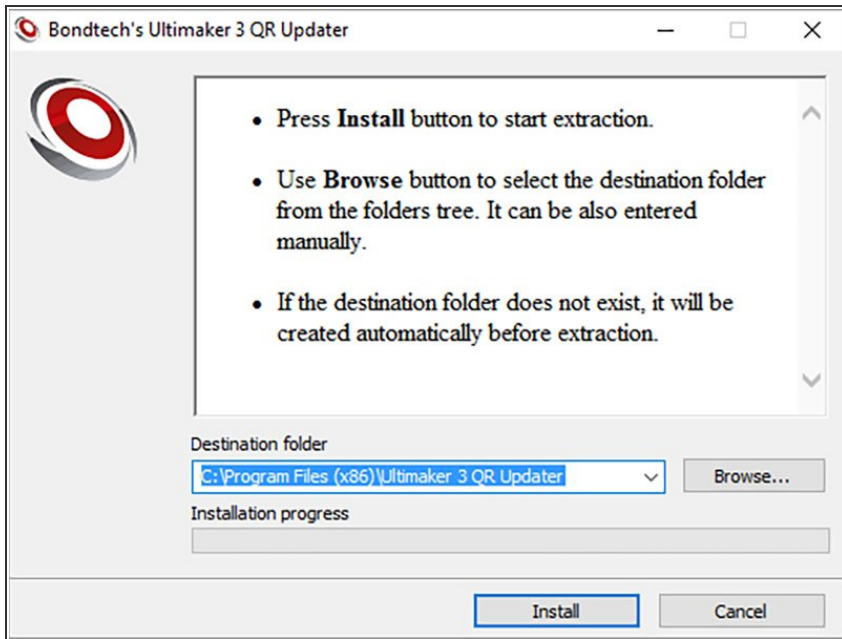 Bondtech's Ultimaker 3 QR Updater
• Press Install button to start extraction.
• Use Browse button to select the destination folder
from the folders tree. It can be also entered
manually.
• If the destination folder does not exist, it will be
created automatically before extraction.
Destination folder
C:\Program Files (x86)\Ultimaker 3 QR Updater
Browse...
Installation progress
Install
Cancel